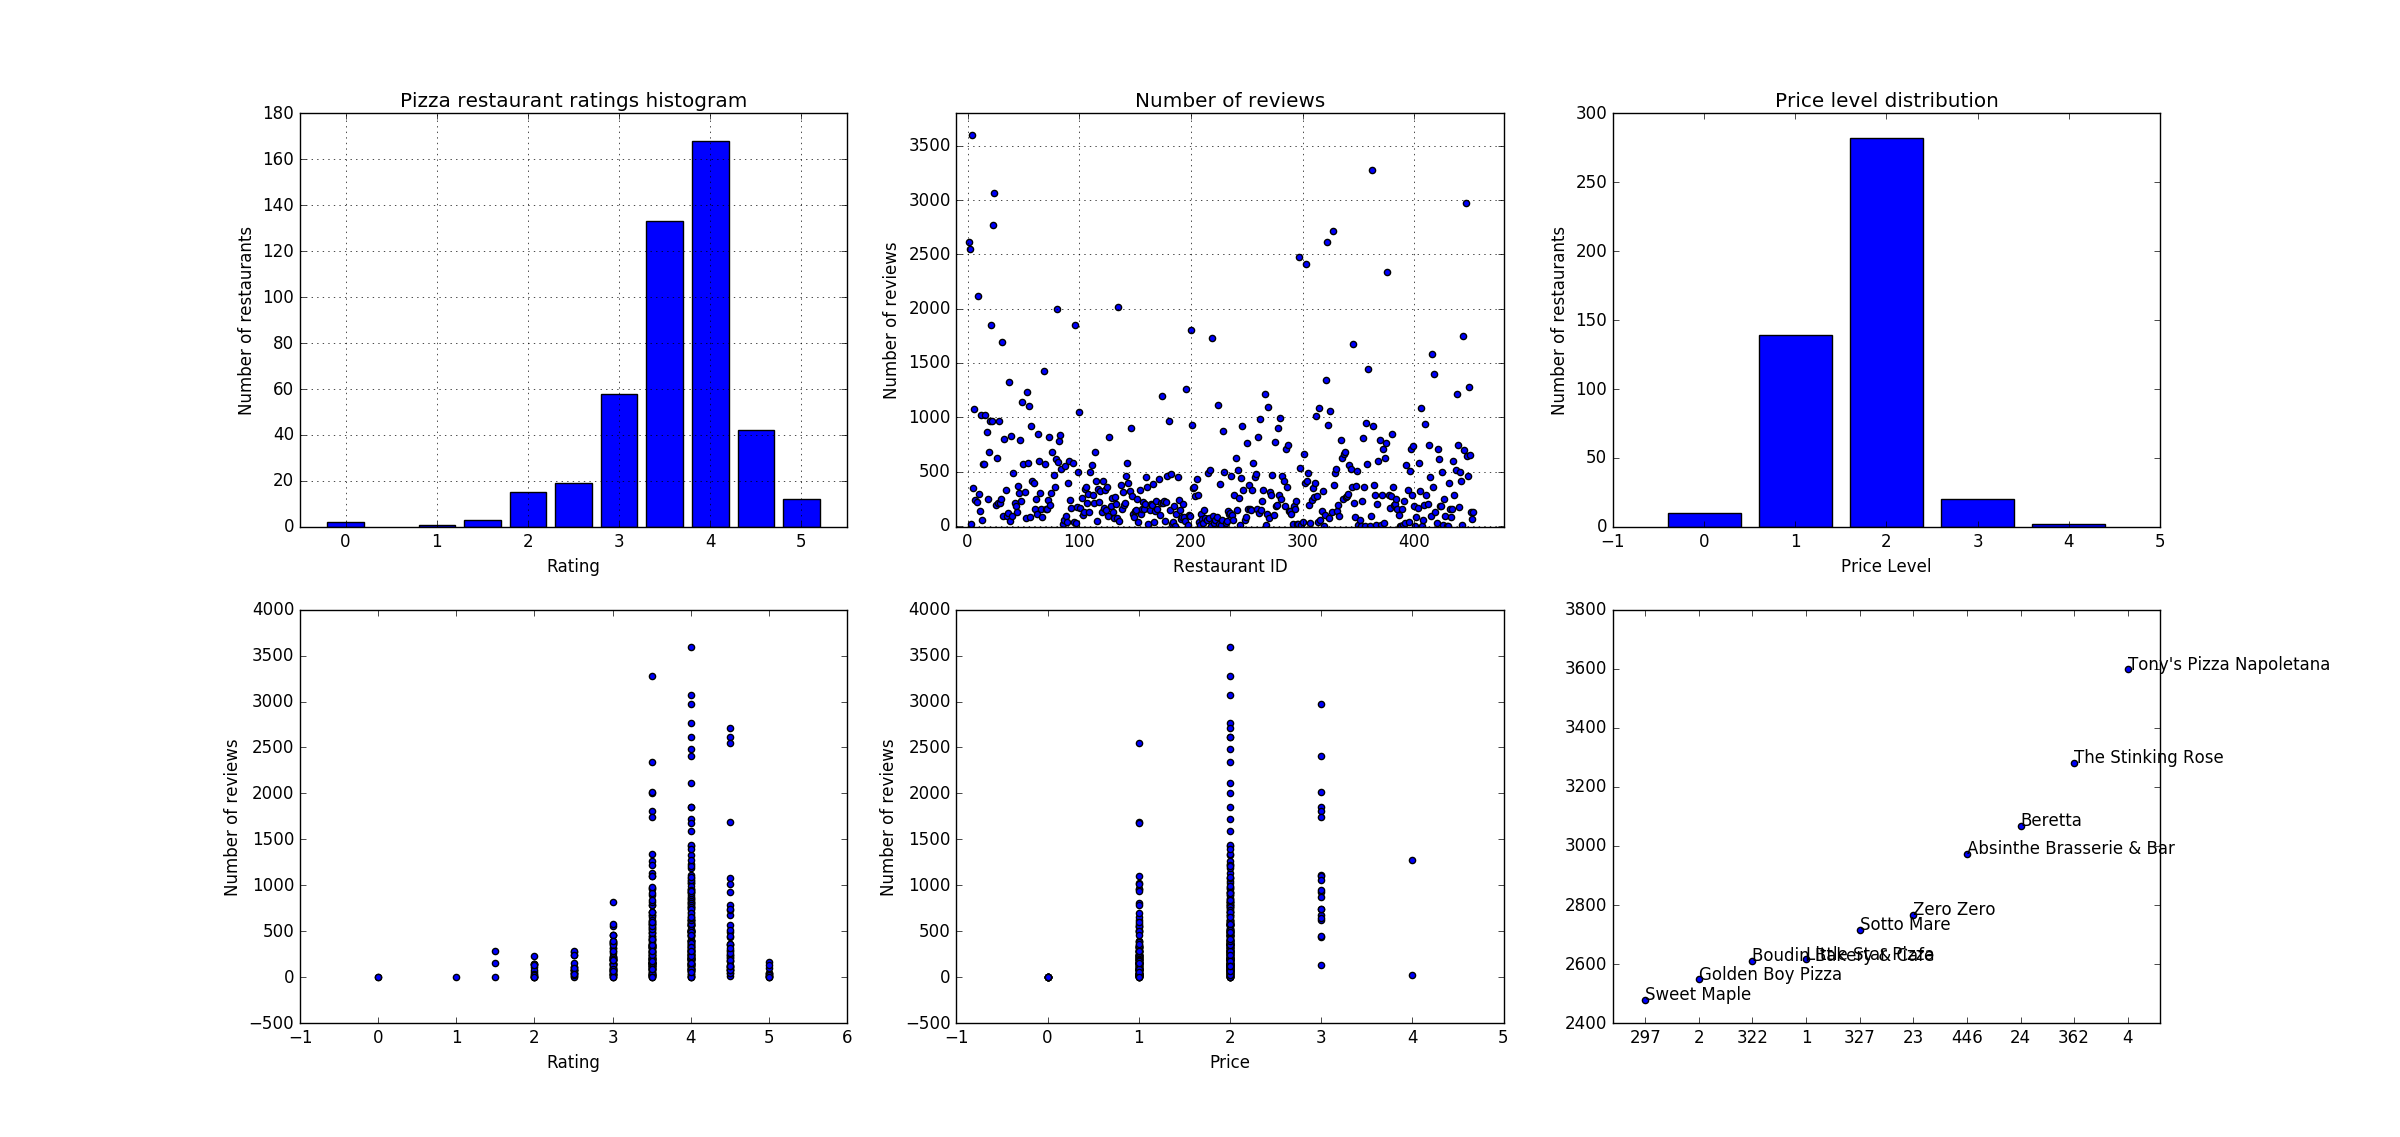 Pizza restaurant ratings histogram
180
160
140
120
100
80
60
40
20
0
Number of restaurants
0 1 2 3 4 5
Rating
Number of reviews
3500
3000
2500
2000
1500
1000
500
0
Number of reviews
0 100 200 300 400
Restaurant ID
Price level distribution
300
250
200
150
100
50
0
Number of restaurants
−1 0 1 2 3 4 5
Price Level
4000
3500
3000
2500
2000
1500
1000
500
0
−500
Number of reviews
−1 0 1 2 3 4 5 6
Rating
4000
3500
3000
2500
2000
1500
1000
500
0
−500
Number of reviews
−1 0 1 2 3 4 5
Price
3800
3600
3400
3200
3000
2800
2600
2400
Tony's Pizza Napoletana
The Stinking Rose
Beretta
Absinthe Brasserie & Bar
Zero Zero
Sotto Mare
Little Star Pizza
Boudin Bakery & Cafe
Golden Boy Pizza
Sweet Maple
297 2 322 1 327 23 446 24 362 4